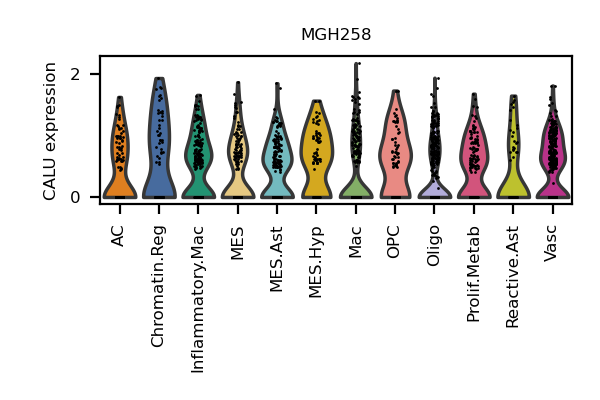 MGH258
CALU expression
2
0
AC
Chromatin.Reg
Inflammatory.Mac
MES
MES.Ast
MES.Hyp
Mac
OPC
Oligo
Prolif.Metab
Reactive.Ast
Vasc